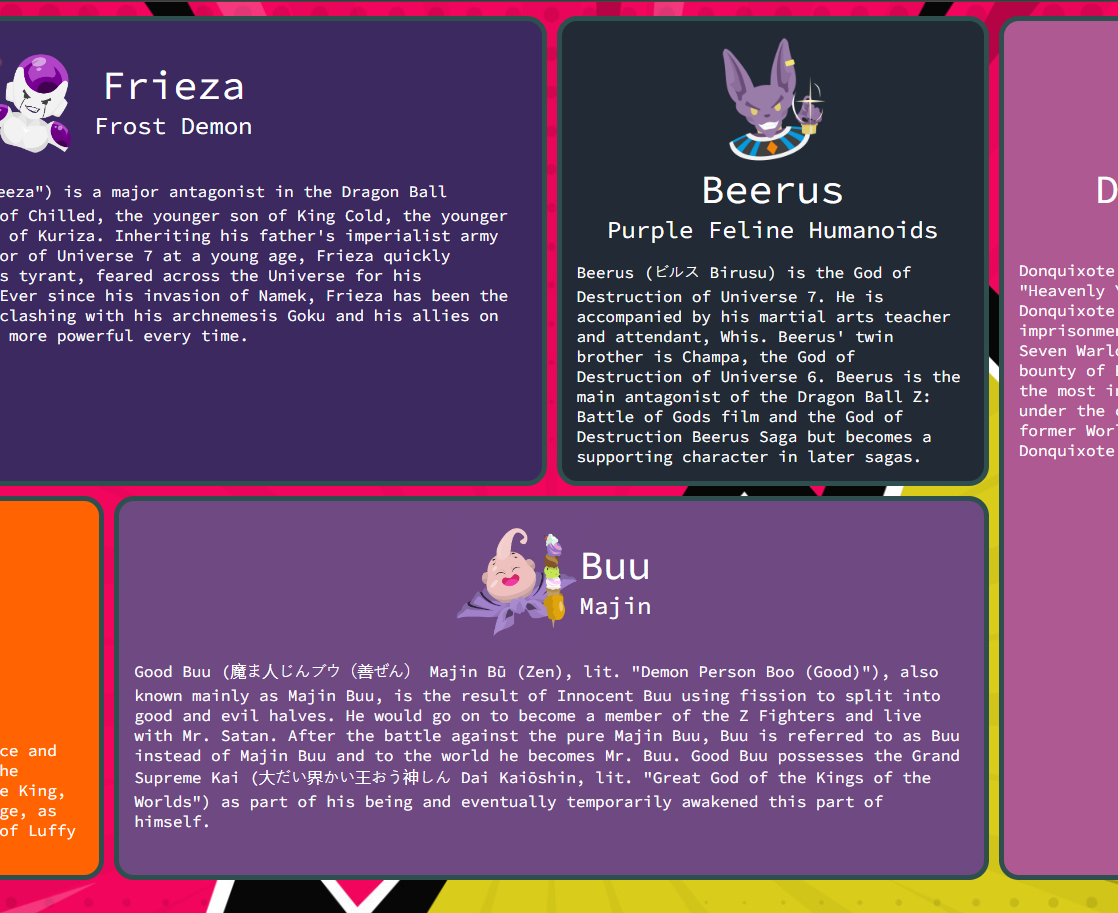 Frieza
Frost Demon
eeza") is a major antagonist in the Dragon Ball
of Chilled, the younger son of King Cold, the younger
of Kuriza. Inheriting his father's imperialist army
or of Universe 7 at a young age, Frieza quickly
s tyrant, feared across the Universe for his
Ever since his invasion of Namek, Frieza has been the
clashing with his archnemesis Goku and his allies on
more powerful every time.
Beerus
Purple Feline Humanoids
Beerus (ビルス Birusu) is the God of
Destruction of Universe 7. He is
accompanied by his martial arts teacher
and attendant, Whis. Beerus' twin
brother is Champa, the God of
Destruction of Universe 6. Beerus is the
main antagonist of the Dragon Ball Z:
Battle of Gods film and the God of
Destruction Beerus Saga but becomes a
supporting character in later sagas.
D
Donquixote
"Heavenly Y
Donquixote
imprisonmen
Seven Warlo
bounty of
the most i
under the
former Worl
Donquixote
ce and
he
e King,
ge, as
of Luffy
Buu
Majin
Good Buu (魔ま人じんブウ（善ぜん） Majin Bū (Zen), lit. "Demon Person Boo (Good)"), also
known mainly as Majin Buu, is the result of Innocent Buu using fission to split into
good and evil halves. He would go on to become a member of the Z Fighters and live
with Mr. Satan. After the battle against the pure Majin Buu, Buu is referred to as Buu
instead of Majin Buu and to the world he becomes Mr. Buu. Good Buu possesses the Grand
Supreme Kai (大だい界かい王おう神しん Dai Kaiōshin, lit. "Great God of the Kings of the
Worlds") as part of his being and eventually temporarily awakened this part of
himself.